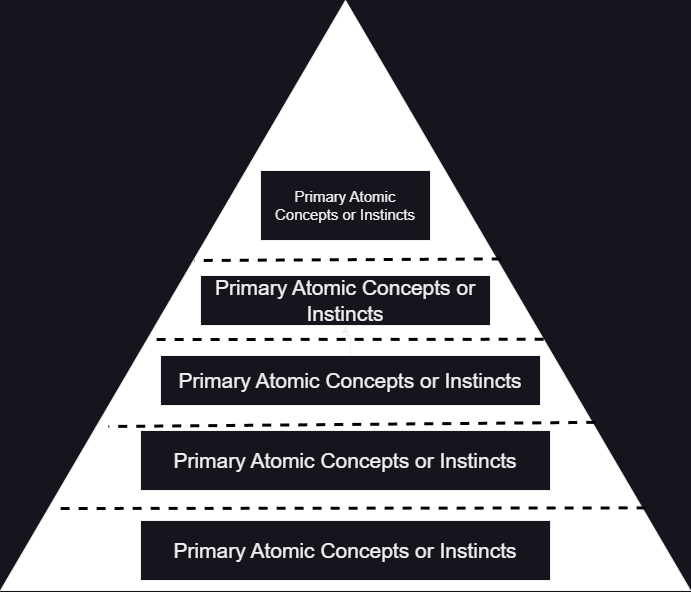 Primary Atomic
Concepts or Instincts
Primary Atomic Concepts or
Instincts
Primary Atomic Concepts or Instincts
Primary Atomic Concepts or Instincts
Primary Atomic Concepts or Instincts